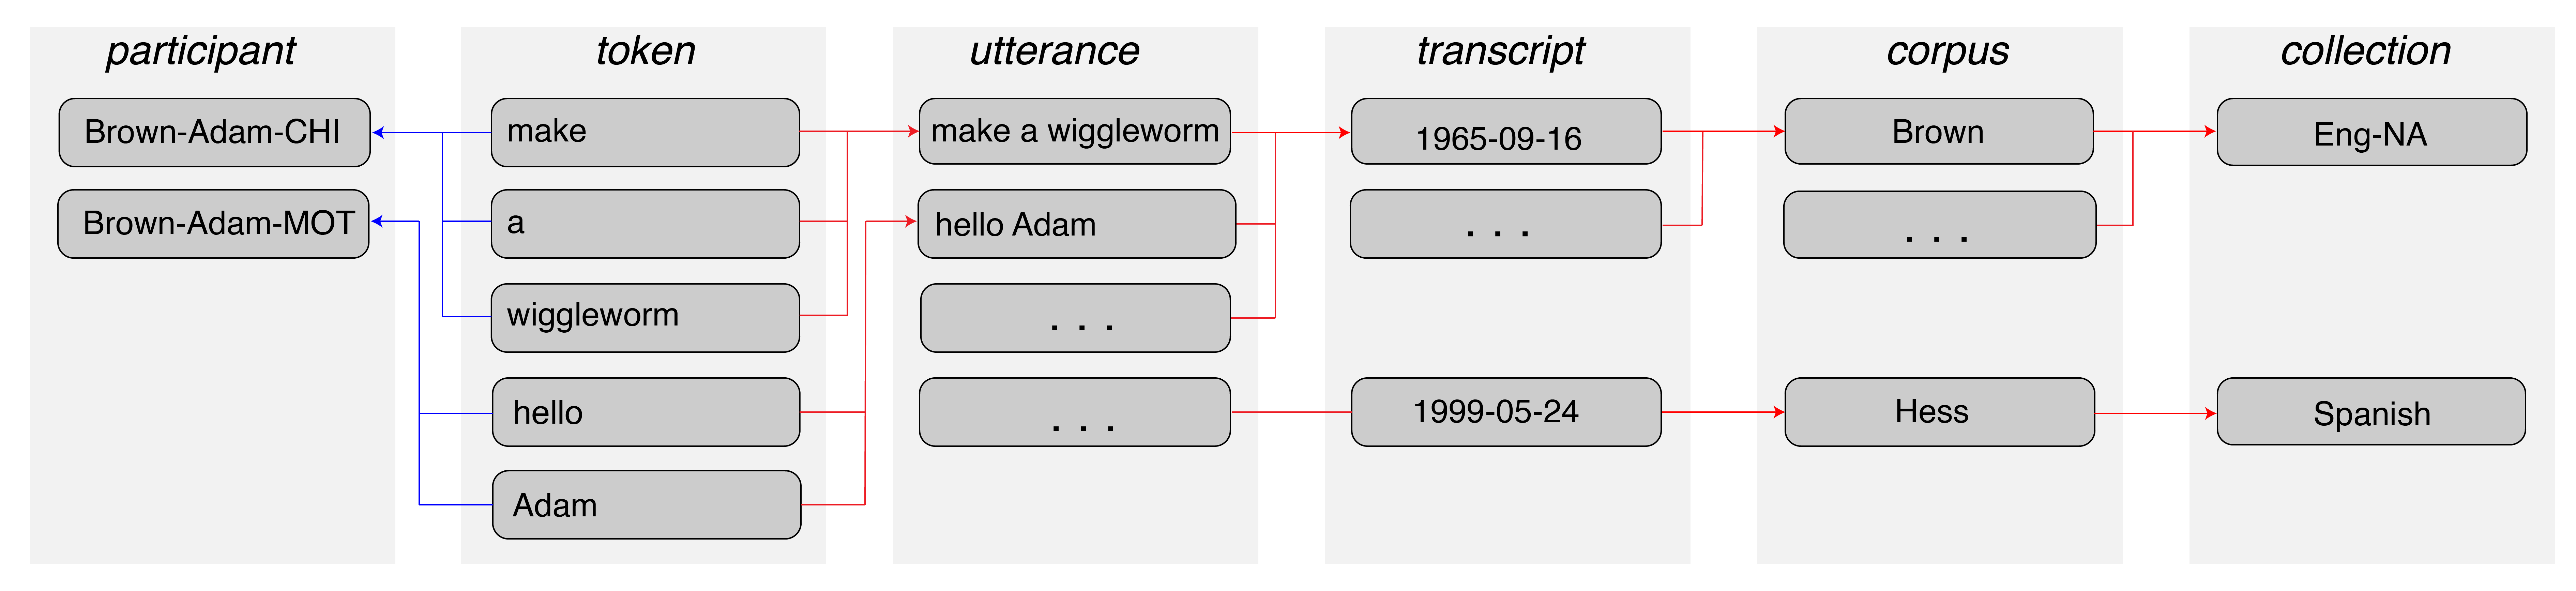 participant
token
utterance
transcript
corpus
collection
Brown-Adam-CHI
make
make a wiggleworm
1965-09-16
Brown
Eng-NA
Brown-Adam-MOT
a
hello Adam
. . .
. . .
wiggleworm
. . .
hello
. . .
1999-05-24
Hess
Spanish
Adam